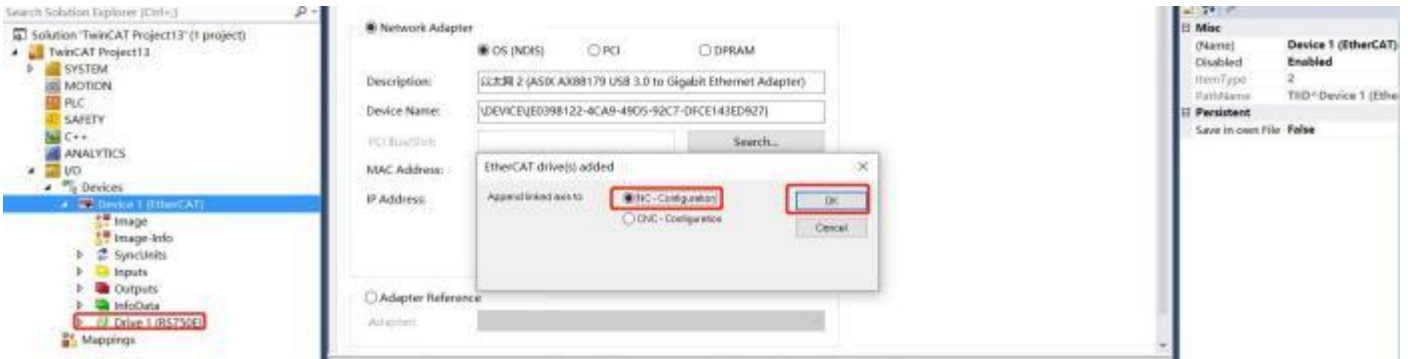 Search Solution Explorer (Ctrl+;)
Solution 'TwinCAT Project13' (1 project)
TwinCAT Project13
SYSTEM
MOTION
PLC
SAFETY
C++
ANALYTICS
I/O
Devices
Device 1 (EtherCAT)
Image
Image-Info
SyncUnits
Inputs
Outputs
InfoData
Drive 1 (RS750E)
Mappings
Network Adapter
OS (NDIS) PCI DPRAM
Description: 以太网 2 (ASIX AX88179 USB 3.0 to Gigabit Ethernet Adapter)
Device Name: \DEVICE\{E0398122-4CA9-49D5-92C7-DFCE143ED927}
PCI Bus/Slot: Search...
MAC Address:
IP Address:
EtherCAT drive(s) added
Append linked axis to: NC - Configuration OK
CNC - Configuration Cancel
Adapter Reference
Adapter:
Misc
(Name) Device 1 (EtherCAT)
Disabled Enabled
ItemType 2
PathName TIID^Device 1 (Ethe
Persistent
Save in own File False